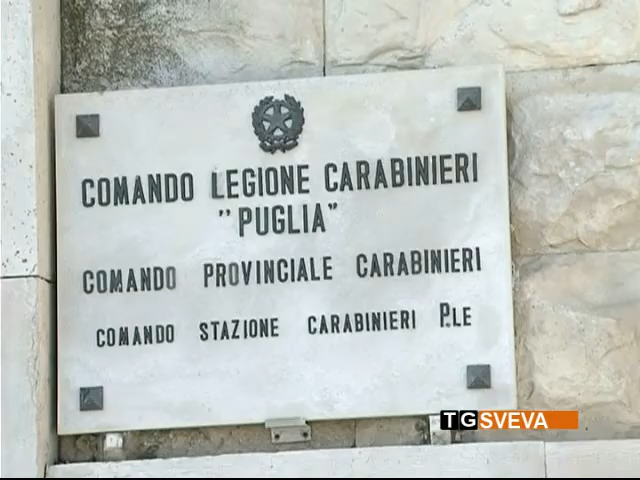 COMANDO LEGIONE CARABINIERI
"PUGLIA"
COMANDO PROVINCIALE CARABINIERI
COMANDO STAZIONE CARABINIERI P.LE
TGSVEVA